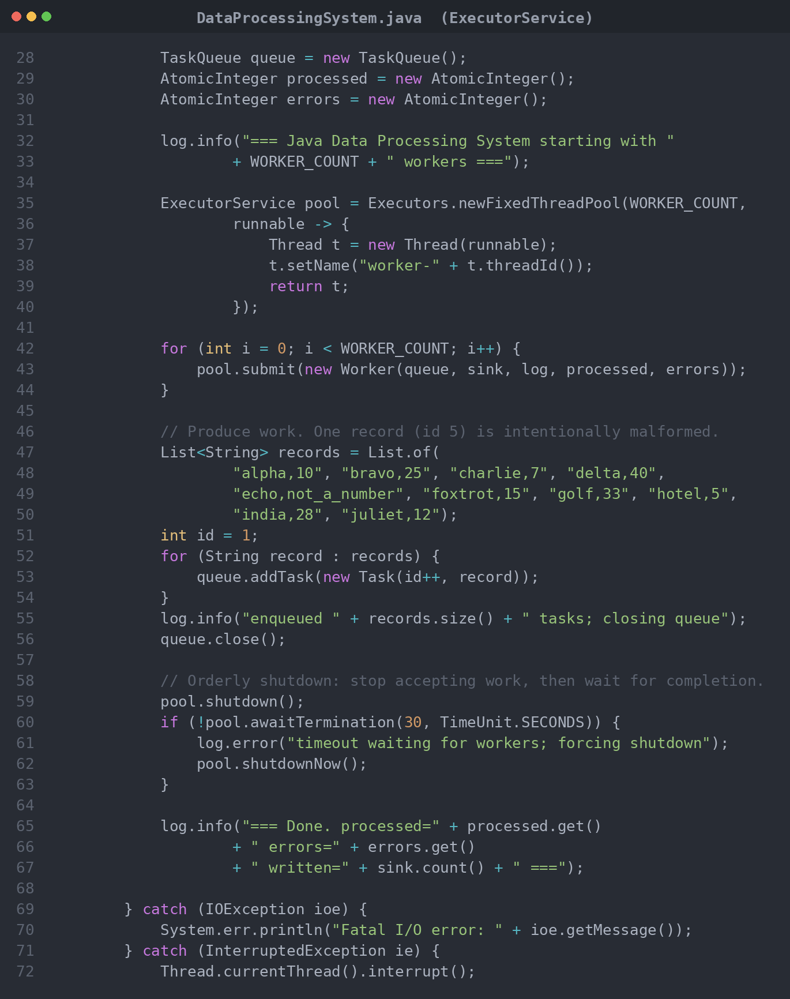 DataProcessingSystem.java  (ExecutorService)
28              TaskQueue queue = new TaskQueue();
29              AtomicInteger processed = new AtomicInteger();
30              AtomicInteger errors = new AtomicInteger();
31
32              log.info("=== Java Data Processing System starting with "
33                      + WORKER_COUNT + " workers ===");
34
35              ExecutorService pool = Executors.newFixedThreadPool(WORKER_COUNT,
36                      runnable -> {
37                          Thread t = new Thread(runnable);
38                          t.setName("worker-" + t.threadId());
39                          return t;
40                      });
41
42              for (int i = 0; i < WORKER_COUNT; i++) {
43                  pool.submit(new Worker(queue, sink, log, processed, errors));
44              }
45
46              // Produce work. One record (id 5) is intentionally malformed.
47              List<String> records = List.of(
48                      "alpha,10", "bravo,25", "charlie,7", "delta,40",
49                      "echo,not_a_number", "foxtrot,15", "golf,33", "hotel,5",
50                      "india,28", "juliet,12");
51              int id = 1;
52              for (String record : records) {
53                  queue.addTask(new Task(id++, record));
54              }
55              log.info("enqueued " + records.size() + " tasks; closing queue");
56              queue.close();
57
58              // Orderly shutdown: stop accepting work, then wait for completion.
59              pool.shutdown();
60              if (!pool.awaitTermination(30, TimeUnit.SECONDS)) {
61                  log.error("timeout waiting for workers; forcing shutdown");
62                  pool.shutdownNow();
63              }
64
65              log.info("=== Done. processed=" + processed.get()
66                      + " errors=" + errors.get()
67                      + " written=" + sink.count() + " ===");
68
69          } catch (IOException ioe) {
70              System.err.println("Fatal I/O error: " + ioe.getMessage());
71          } catch (InterruptedException ie) {
72              Thread.currentThread().interrupt();